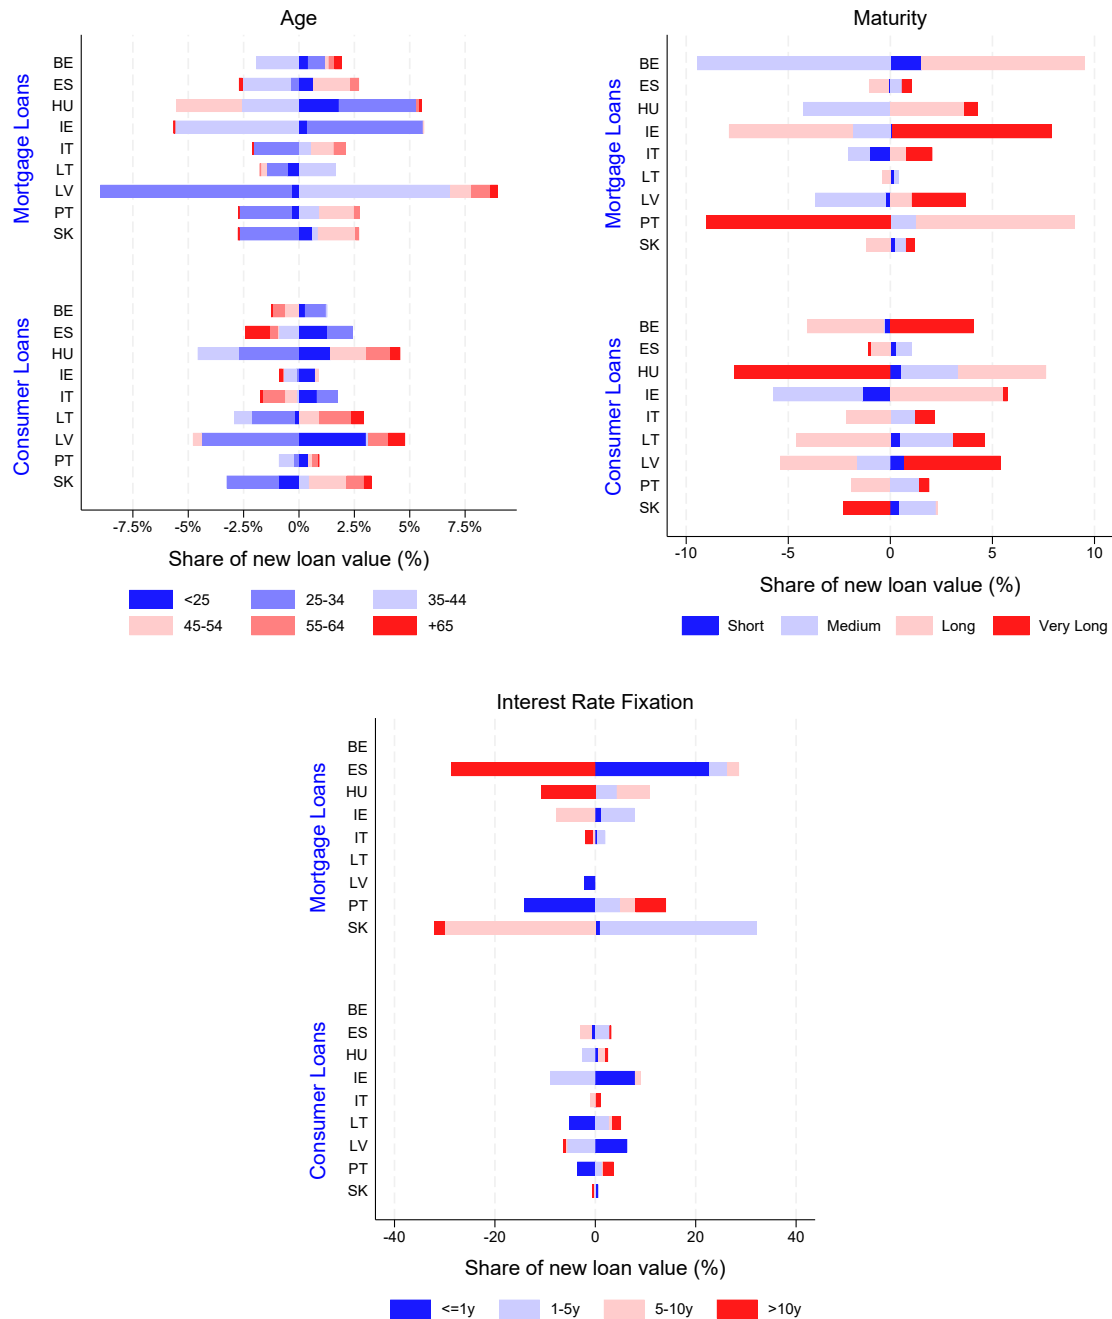 Age
Mortgage Loans
BE
ES
HU
IE
IT
LT
LV
PT
SK
Consumer Loans
BE
ES
HU
IE
IT
LT
LV
PT
SK
-7.5% -5% -2.5% 0% 2.5% 5% 7.5%
Share of new loan value (%)
<25 25-34 35-44
45-54 55-64 +65
Maturity
Mortgage Loans
BE
ES
HU
IE
IT
LT
LV
PT
SK
Consumer Loans
BE
ES
HU
IE
IT
LT
LV
PT
SK
-10 -5 0 5 10
Share of new loan value (%)
Short Medium Long Very Long
Interest Rate Fixation
Mortgage Loans
BE
ES
HU
IE
IT
LT
LV
PT
SK
Consumer Loans
BE
ES
HU
IE
IT
LT
LV
PT
SK
-40 -20 0 20 40
Share of new loan value (%)
<=1y 1-5y 5-10y >10y